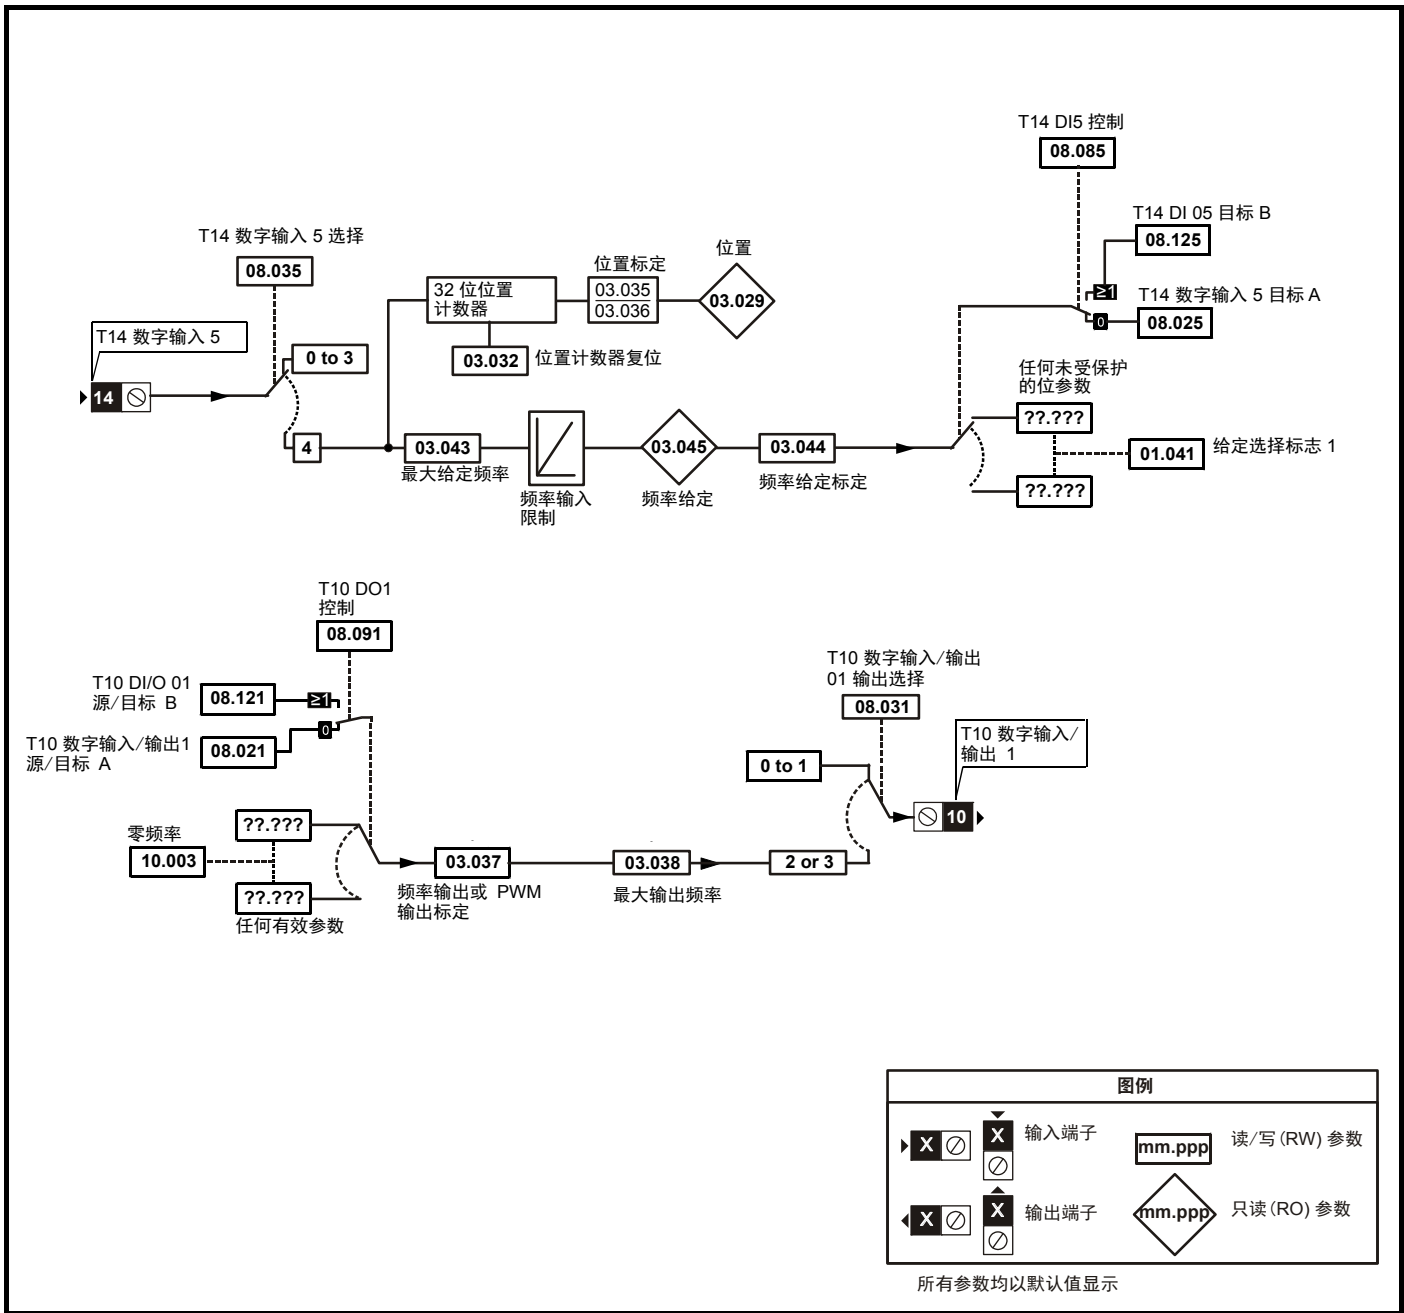 T14 DI5 控制
08.085
T14 DI 05 目标 B
08.125
≥1
T14 数字输入 5 目标 A
0
08.025
T14 数字输入 5 选择
08.035
T14 数字输入 5
14
0 to 3
4
32 位位置
计数器
位置标定
03.035
03.036
位置
03.029
03.032
位置计数器复位
03.043
最大给定频率
频率输入
限制
03.045
频率给定
03.044
频率给定标定
任何未受保护
的位参数
??.???
??.???
01.041
给定选择标志 1
T10 DO1
控制
08.091
T10 DI/O 01
源/目标 B
08.121
≥1
T10 数字输入/输出1
源/目标 A
08.021
0
零频率
10.003
??.???
??.???
任何有效参数
03.037
频率输出或 PWM
输出标定
03.038
最大输出频率
2 or 3
0 to 1
T10 数字输入/输出
01 输出选择
08.031
T10 数字输入/
输出 1
10
图例
X
X
输入端子
mm.ppp
读/写(RW) 参数
X
X
输出端子
mm.ppp
只读(RO) 参数
所有参数均以默认值显示